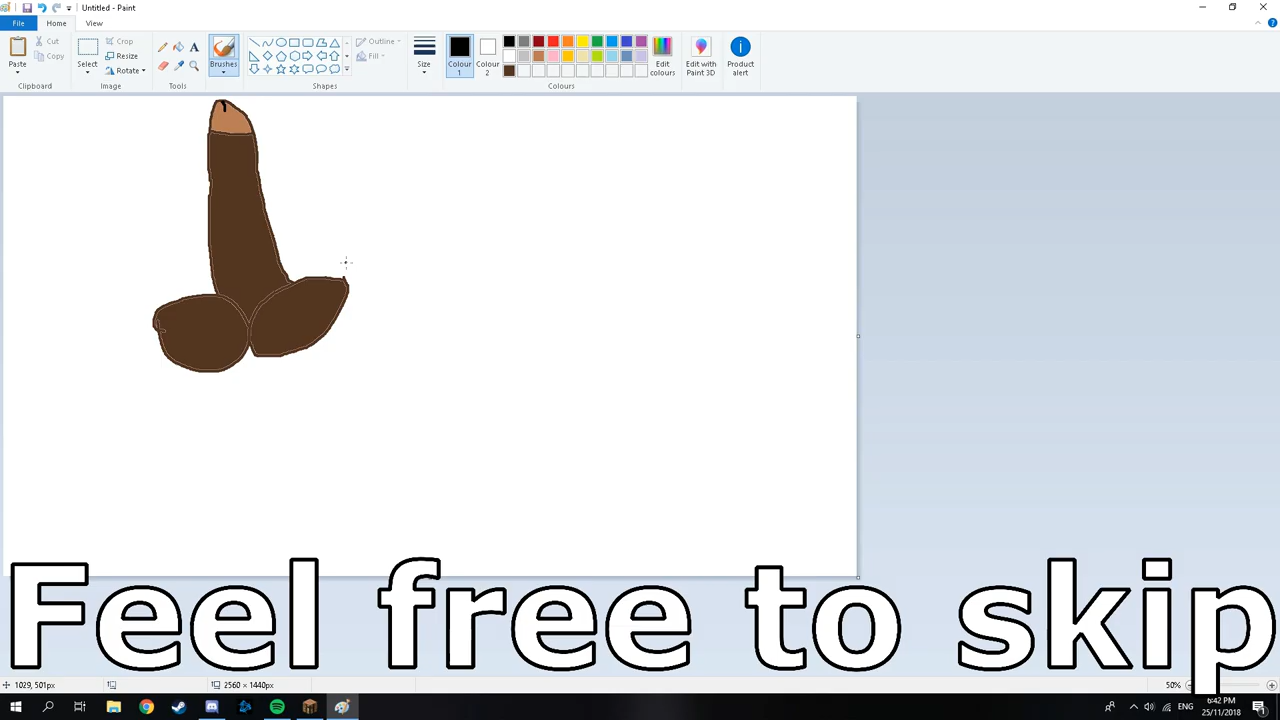 Untitled - Paint
File
Home
View
Paste
Cut
Copy
Clipboard
Select
Crop
Resize
Rotate
Image
A
Tools
Brushes
Outline
Fill
Shapes
Size
Colour 1
Colour 2
Edit colours
Edit with Paint 3D
Product alert
Colours
Feel free to skip
1029, 501px
2560 × 1440px
50%
ENG
6:42 PM
25/11/2018
1